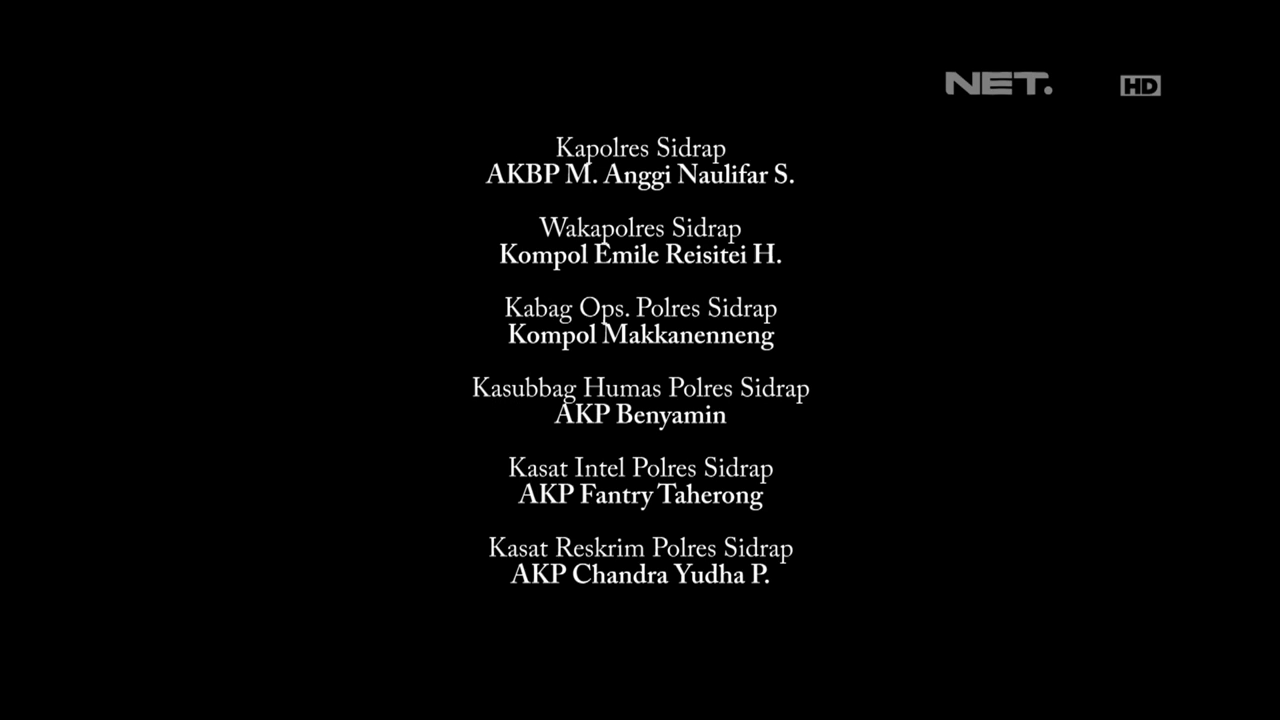 NET.
HD
Kapolres Sidrap
AKBP M. Anggi Naulifar S.
Wakapolres Sidrap
Kompol Emile Reisitei H.
Kabag Ops. Polres Sidrap
Kompol Makkanenneng
Kasubbag Humas Polres Sidrap
AKP Benyamin
Kasat Intel Polres Sidrap
AKP Fantry Taherong
Kasat Reskrim Polres Sidrap
AKP Chandra Yudha P.